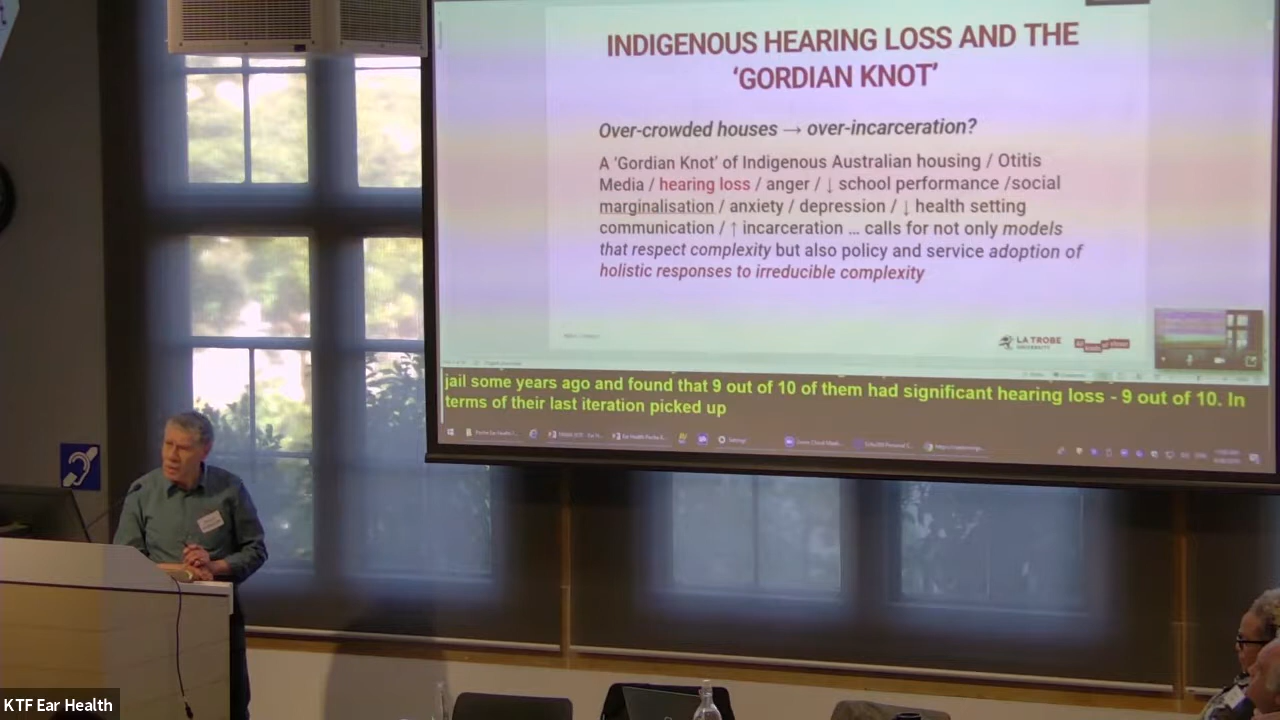 INDIGENOUS HEARING LOSS AND THE
‘GORDIAN KNOT’
Over-crowded houses → over-incarceration?
A ‘Gordian Knot’ of Indigenous Australian housing / Otitis
Media / hearing loss / anger / ↓ school performance /social
marginalisation / anxiety / depression / ↓ health setting
communication / ↑ incarceration ... calls for not only models
that respect complexity but also policy and service adoption of
holistic responses to irreducible complexity
LA TROBE
UNIVERSITY
jail some years ago and found that 9 out of 10 of them had significant hearing loss - 9 out of 10. In
terms of their last iteration picked up
KTF Ear Health